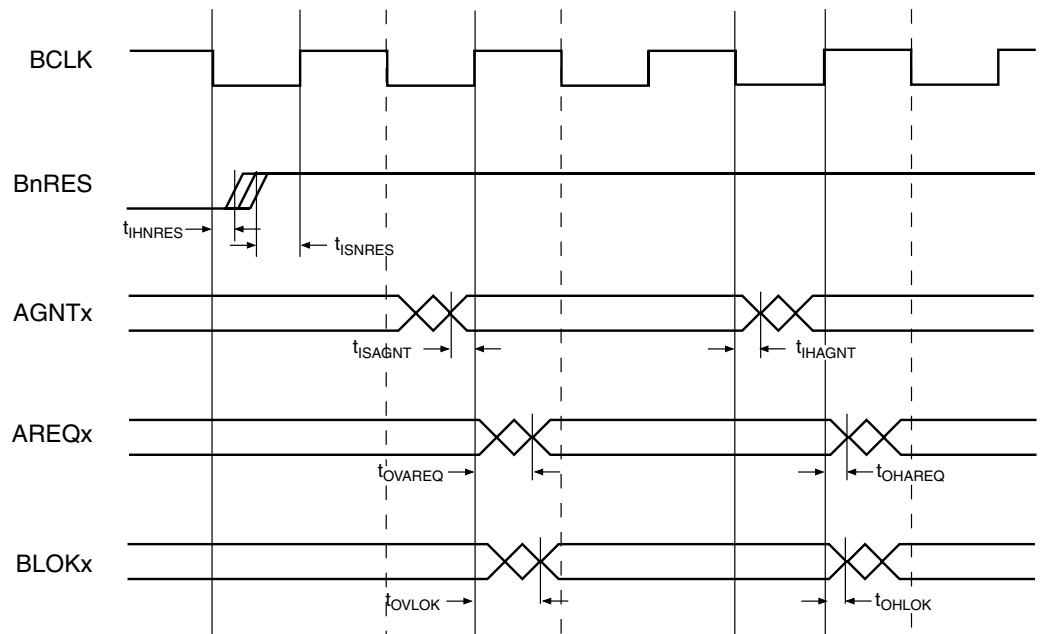 BCLK
BnRES
tIHNRES
tISNRES
AGNTx
tISAGNT
tIHAGNT
AREQx
tOVAREQ
tOHAREQ
BLOKx
tOVLOK
tOHLOK